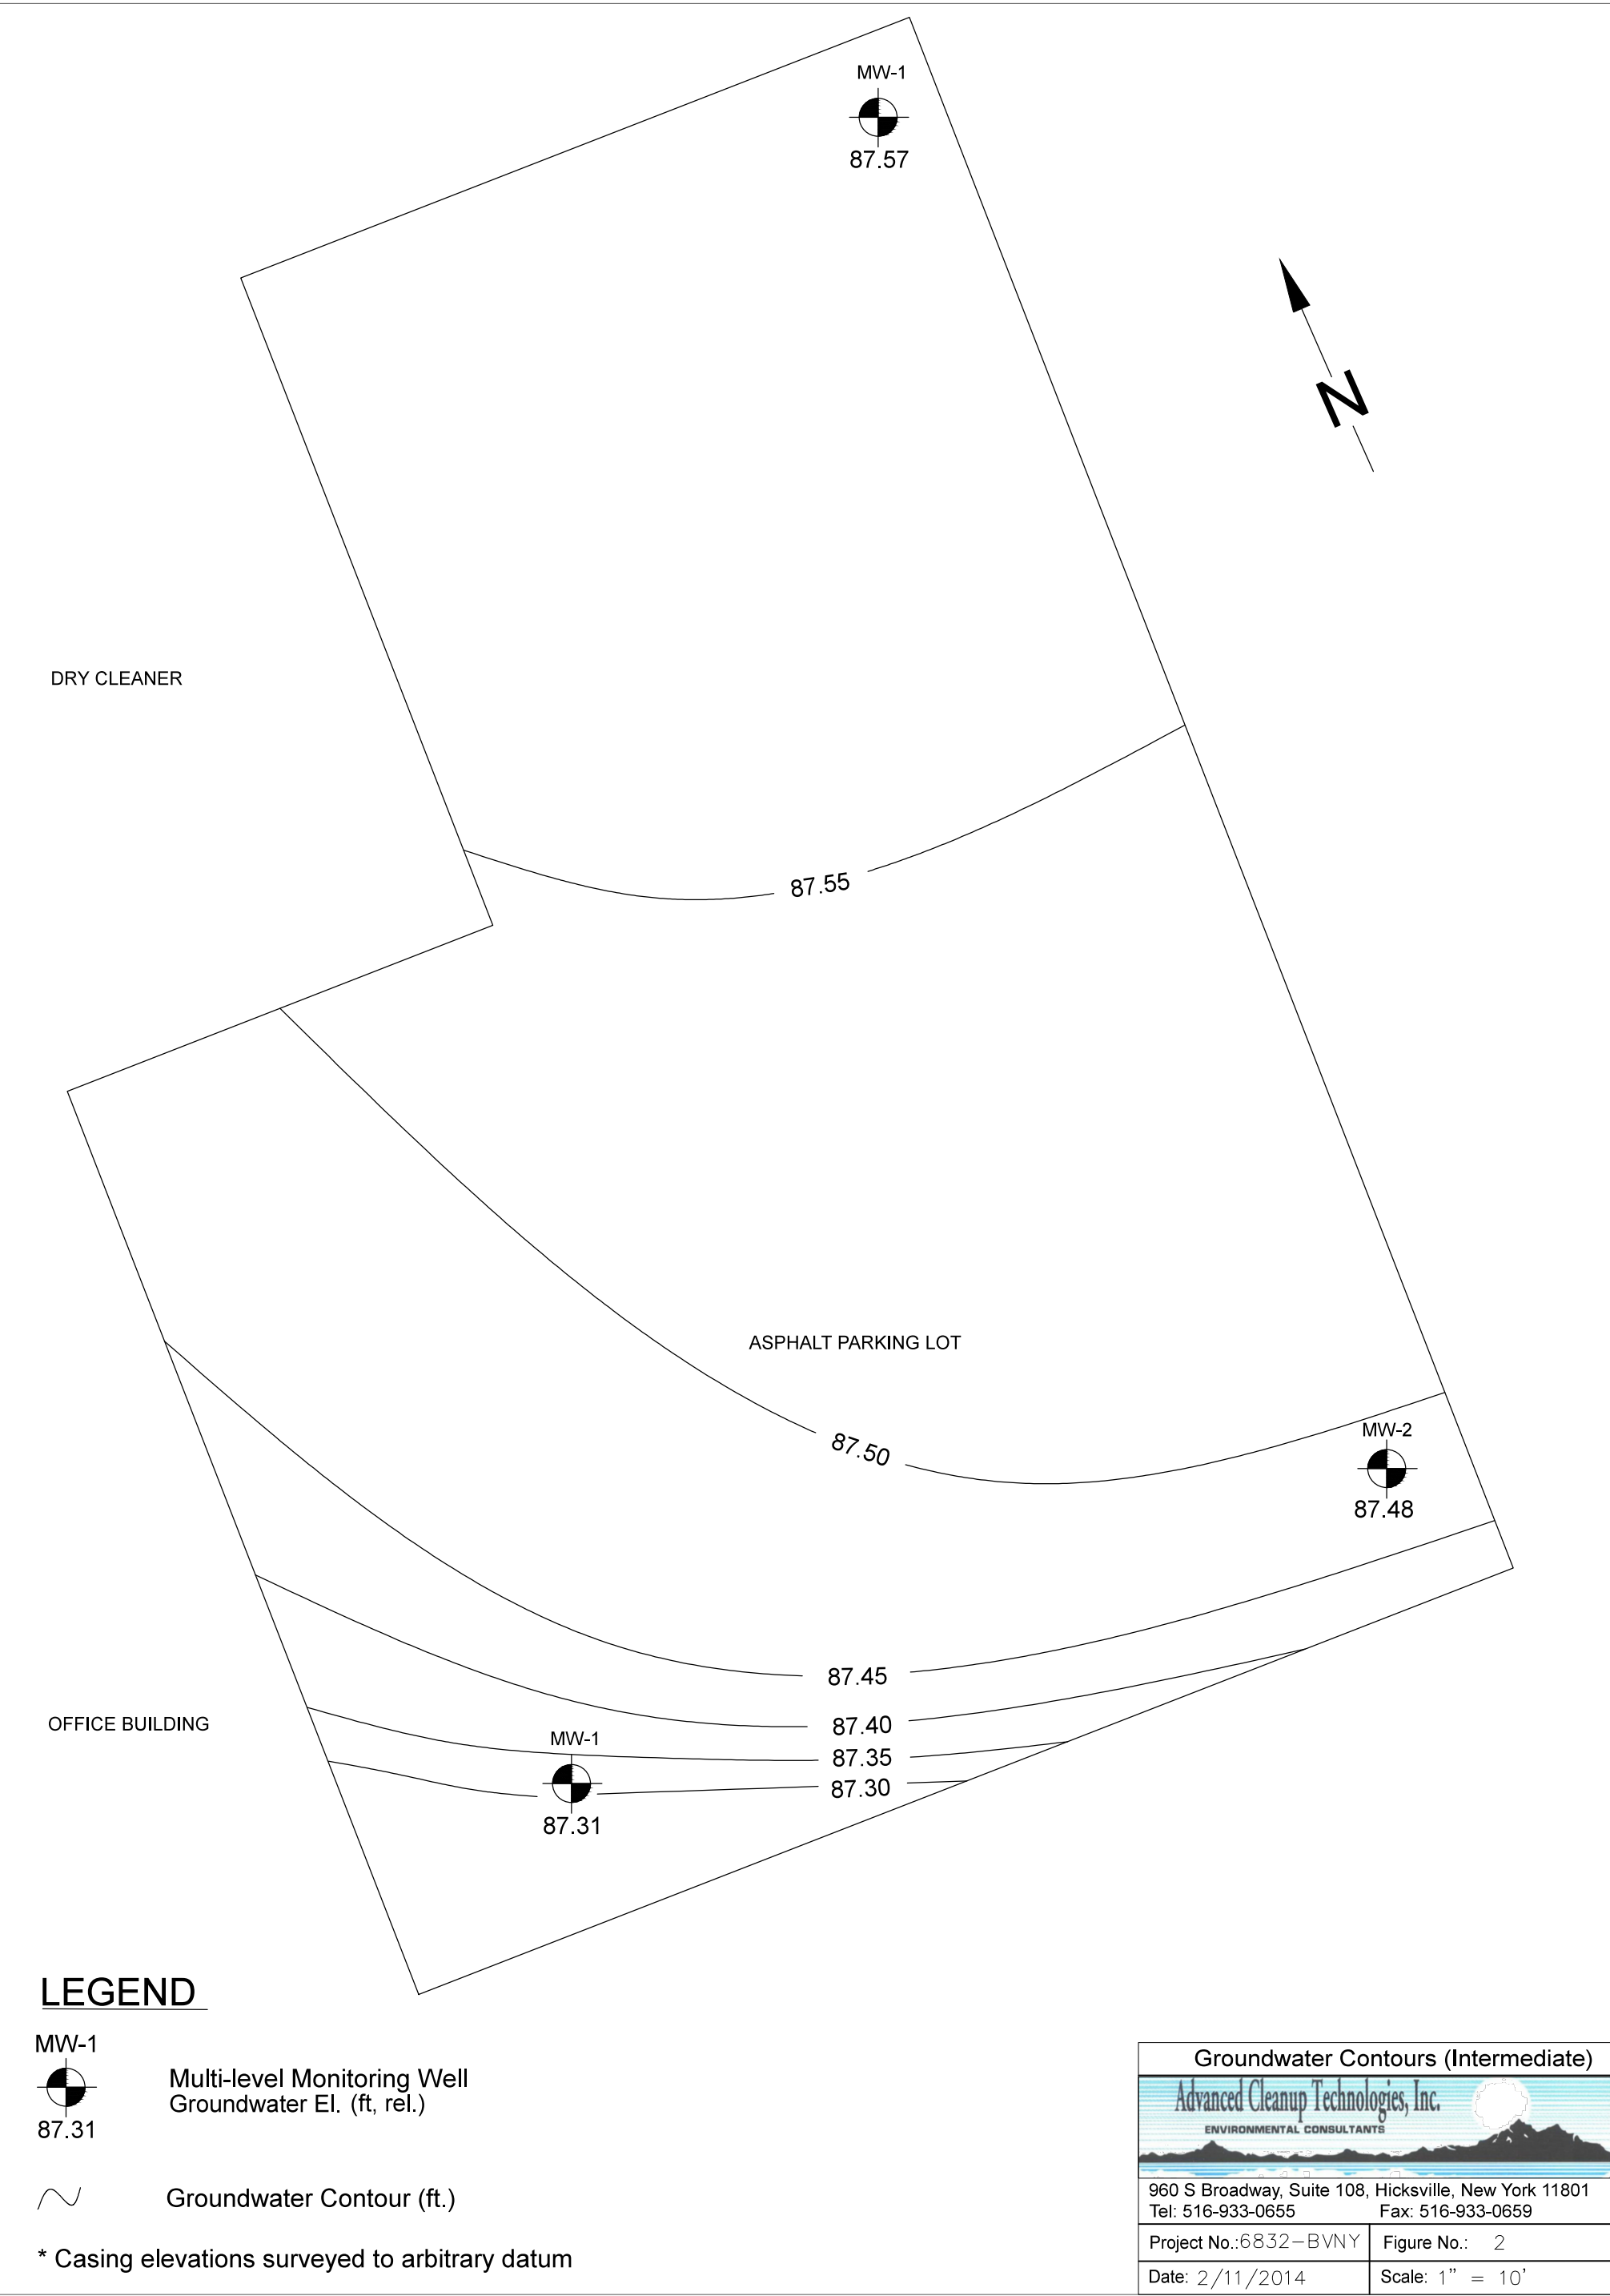 MW-1
87.57
N
DRY CLEANER
87.55
ASPHALT PARKING LOT
87.50
MW-2
87.48
87.45
OFFICE BUILDING
87.40
MW-1
87.35
87.30
87.31
LEGEND
MW-1
87.31
Multi-level Monitoring Well
Groundwater El. (ft, rel.)
Groundwater Contour (ft.)
* Casing elevations surveyed to arbitrary datum
Groundwater Contours (Intermediate)
Advanced Cleanup Technologies, Inc.
ENVIRONMENTAL CONSULTANTS
960 S Broadway, Suite 108, Hicksville, New York 11801
Tel: 516-933-0655 Fax: 516-933-0659
Project No.:6832-BVNY Figure No.: 2
Date: 2/11/2014 Scale: 1" = 10'